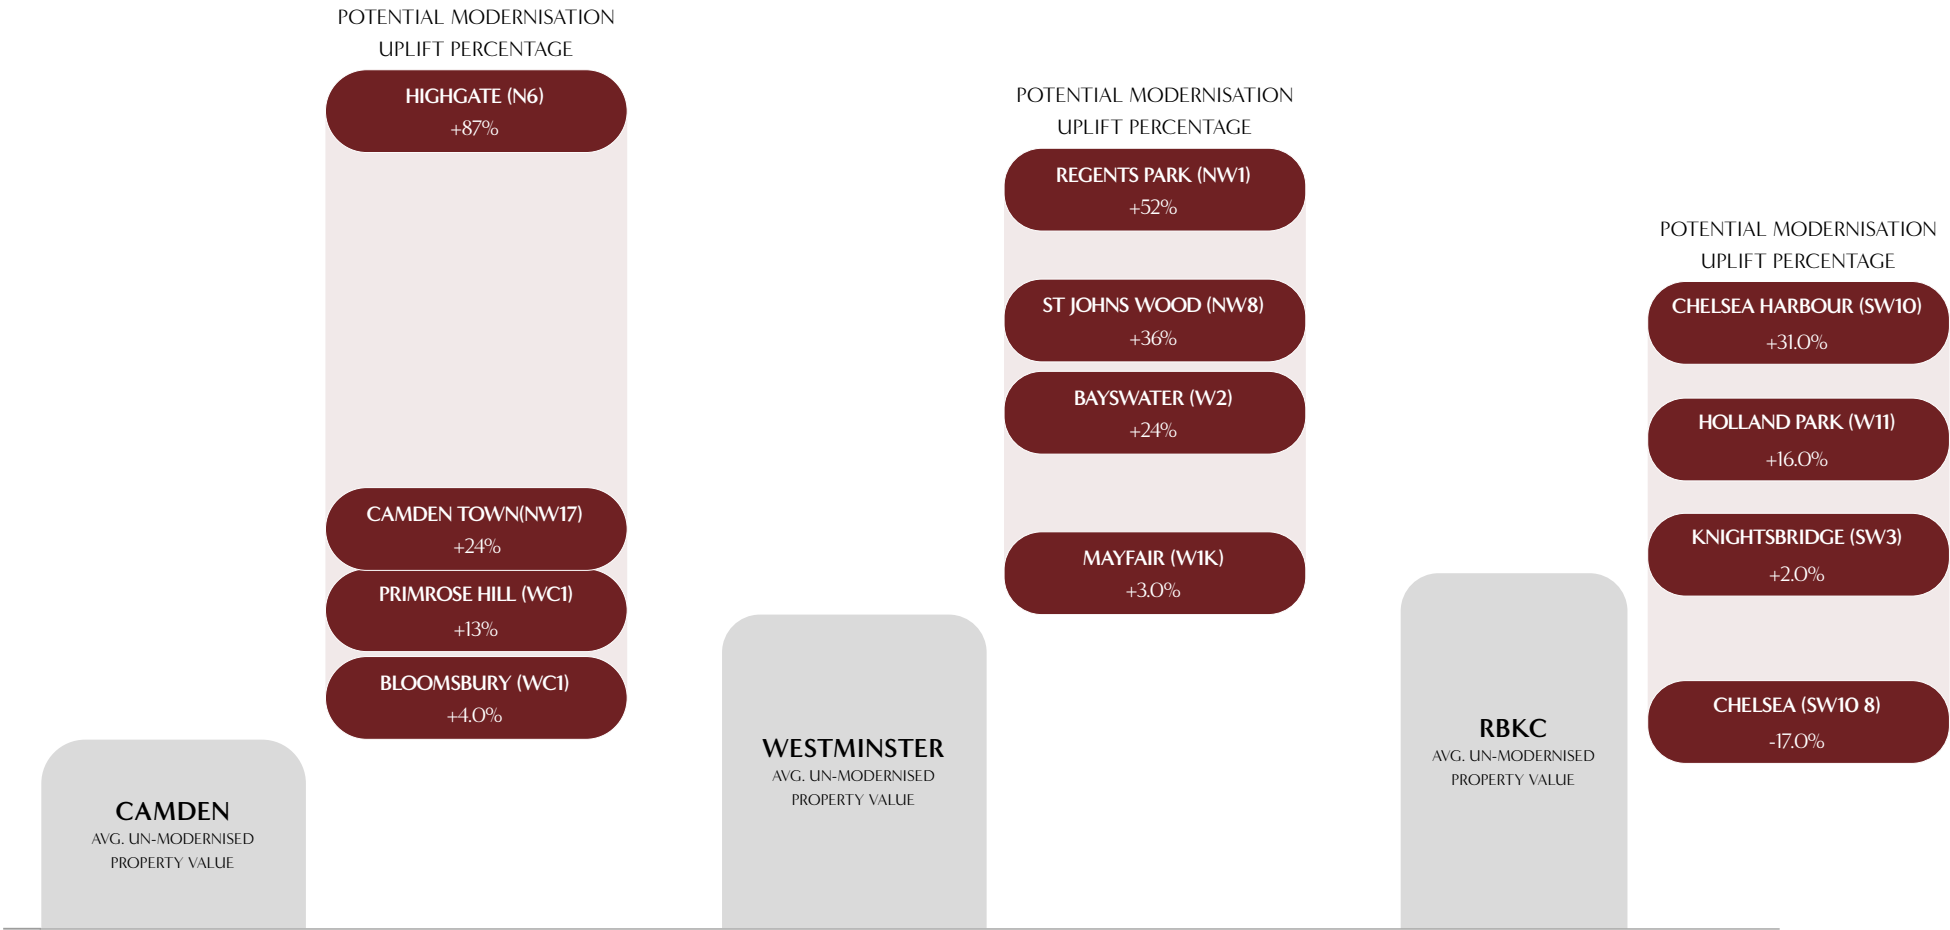 POTENTIAL MODERNISATION
UPLIFT PERCENTAGE
HIGHGATE (N6)
+87%
CAMDEN TOWN(NW17)
+24%
PRIMROSE HILL (WC1)
+13%
BLOOMSBURY (WC1)
+4.0%
CAMDEN
AVG. UN-MODERNISED
PROPERTY VALUE
POTENTIAL MODERNISATION
UPLIFT PERCENTAGE
REGENTS PARK (NW1)
+52%
ST JOHNS WOOD (NW8)
+36%
BAYSWATER (W2)
+24%
MAYFAIR (W1K)
+3.0%
WESTMINSTER
AVG. UN-MODERNISED
PROPERTY VALUE
POTENTIAL MODERNISATION
UPLIFT PERCENTAGE
CHELSEA HARBOUR (SW10)
+31.0%
HOLLAND PARK (W11)
+16.0%
KNIGHTSBRIDGE (SW3)
+2.0%
CHELSEA (SW10 8)
-17.0%
RBKC
AVG. UN-MODERNISED
PROPERTY VALUE